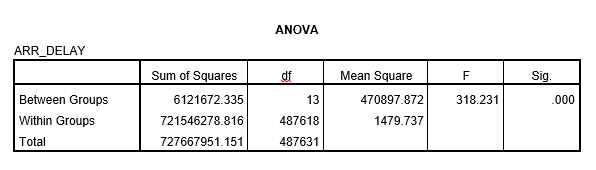 ANOVA
ARR_DELAY
Sum of Squares df Mean Square F Sig.
Between Groups 6121672.335 13 470897.872 318.231 .000
Within Groups 721546278.816 487618 1479.737
Total 727667951.151 487631